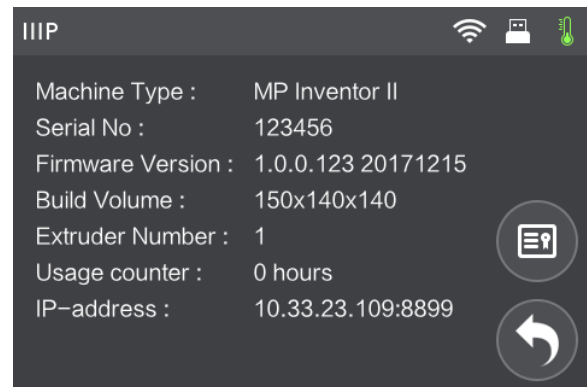 IIIP
Machine Type : MP Inventor II
Serial No : 123456
Firmware Version : 1.0.0.123 20171215
Build Volume : 150x140x140
Extruder Number : 1
Usage counter : 0 hours
IP-address : 10.33.23.109:8899